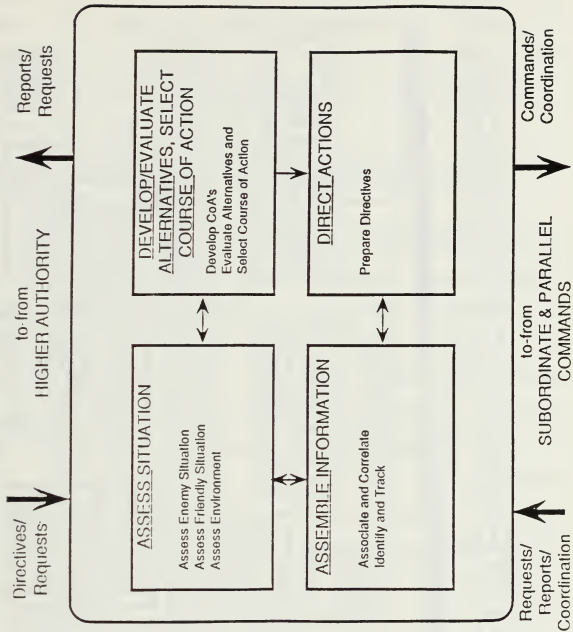 Directives/
Requests
to-from
HIGHER AUTHORITY
Reports/
Requests
ASSESS SITUATION
Assess Enemy Situation
Assess Friendly Situation
Assess Environment
DEVELOP/EVALUATE
ALTERNATIVES, SELECT
COURSE OF ACTION
Develop CoA's
Evaluate Alternatives and
Select Course of Action
ASSEMBLE INFORMATION
Associate and Correlate
Identify and Track
DIRECT ACTIONS
Prepare Directives
Requests/
Reports/
Coordination
to-from
SUBORDINATE & PARALLEL
COMMANDS
Commands/
Coordination